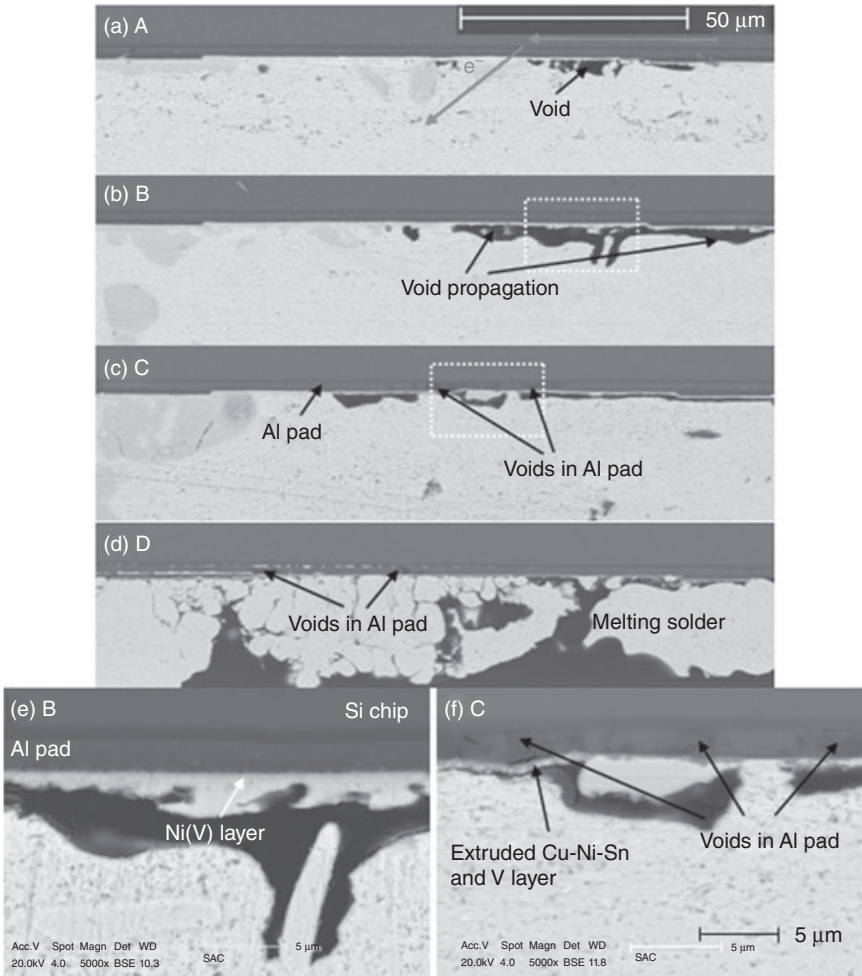 (a) A
50 µm
e⁻
Void
(b) B
Void propagation
(c) C
Al pad
Voids in Al pad
(d) D
Voids in Al pad
Melting solder
(e) B
Si chip
Al pad
Ni(V) layer
Acc.V Spot Magn Det WD
20.0kV 4.0 5000x BSE 10.3
SAC
5 µm
(f) C
Extruded Cu-Ni-Sn
and V layer
Voids in Al pad
Acc.V Spot Magn Det WD
20.0kV 4.0 5000x BSE 11.8
SAC
5 µm
5 µm